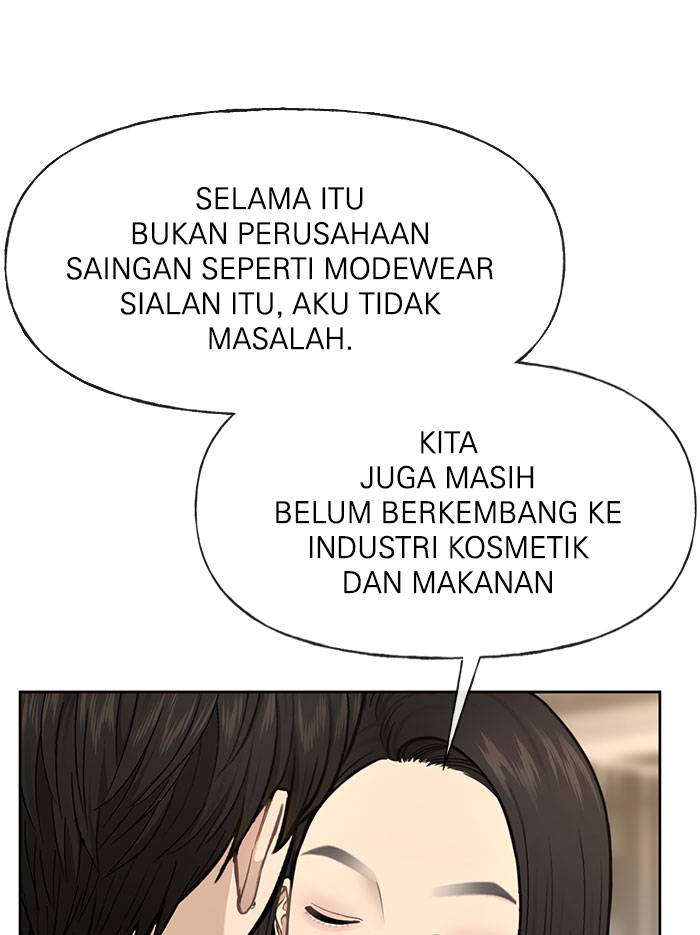 SELAMA ITU
BUKAN PERUSAHAAN
SAINGAN SEPERTI MODEWEAR
SIALAN ITU, AKU TIDAK
MASALAH.
KITA
JUGA MASIH
BELUM BERKEMBANG KE
INDUSTRI KOSMETIK
DAN MAKANAN